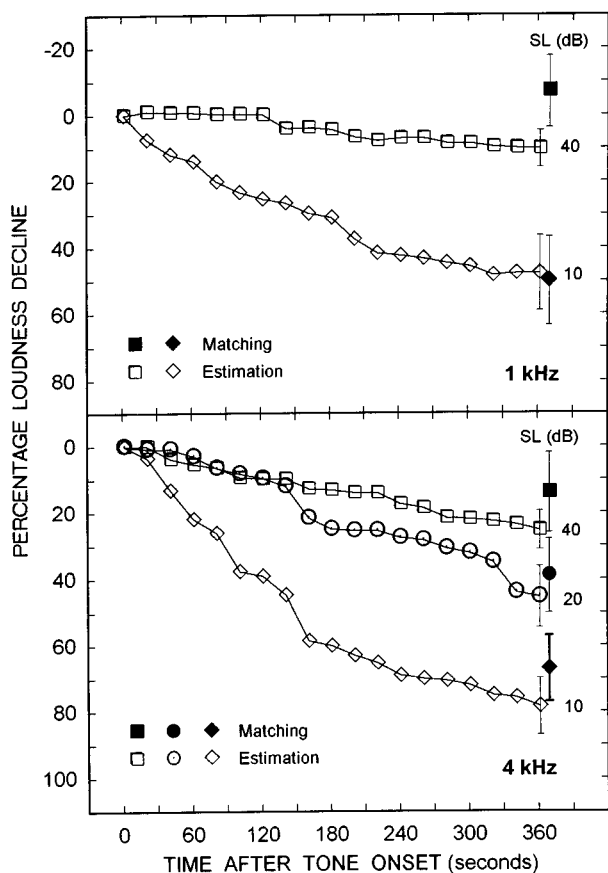 PERCENTAGE LOUDNESS DECLINE
-20
0
20
40
60
80
SL (dB)
40
10
Matching
Estimation
1 kHz
0
20
40
60
80
100
SL (dB)
40
20
10
Matching
Estimation
4 kHz
0 60 120 180 240 300 360
TIME AFTER TONE ONSET (seconds)